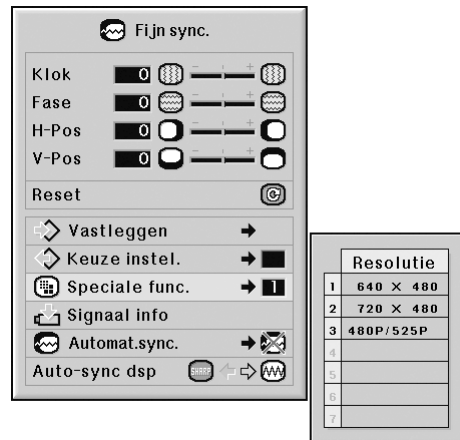 Fijn sync.
Klok 0 - +
Fase 0 - +
H-Pos 0 - +
V-Pos 0 - +
Reset
Vastleggen
Keuze instel.
Speciale func. 1
Signaal info
Automat.sync.
Auto-sync dsp SHARP
Resolutie
1 640 × 480
2 720 × 480
3 480P/525P
4
5
6
7